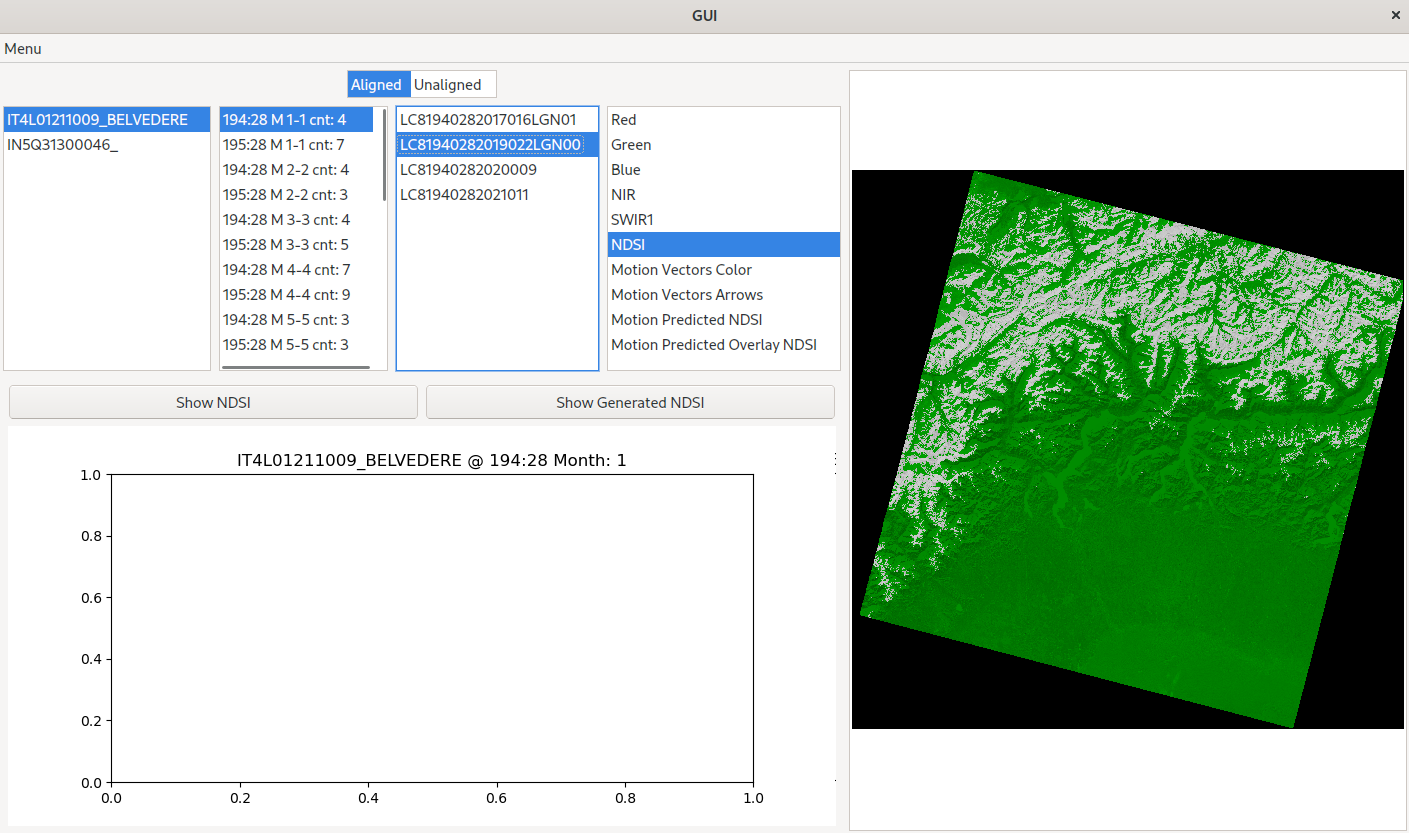 GUI
×
Menu
Aligned Unaligned
IT4L01211009_BELVEDERE
IN5Q31300046_
194:28 M 1-1 cnt: 4
195:28 M 1-1 cnt: 7
194:28 M 2-2 cnt: 4
195:28 M 2-2 cnt: 3
194:28 M 3-3 cnt: 4
195:28 M 3-3 cnt: 5
194:28 M 4-4 cnt: 7
195:28 M 4-4 cnt: 9
194:28 M 5-5 cnt: 3
195:28 M 5-5 cnt: 3
LC81940282017016LGN01
LC81940282019022LGN00
LC81940282020009
LC81940282021011
Red
Green
Blue
NIR
SWIR1
NDSI
Motion Vectors Color
Motion Vectors Arrows
Motion Predicted NDSI
Motion Predicted Overlay NDSI
Show NDSI
Show Generated NDSI
IT4L01211009_BELVEDERE @ 194:28 Month: 1
1.0
0.8
0.6
0.4
0.2
0.0
0.0 0.2 0.4 0.6 0.8 1.0